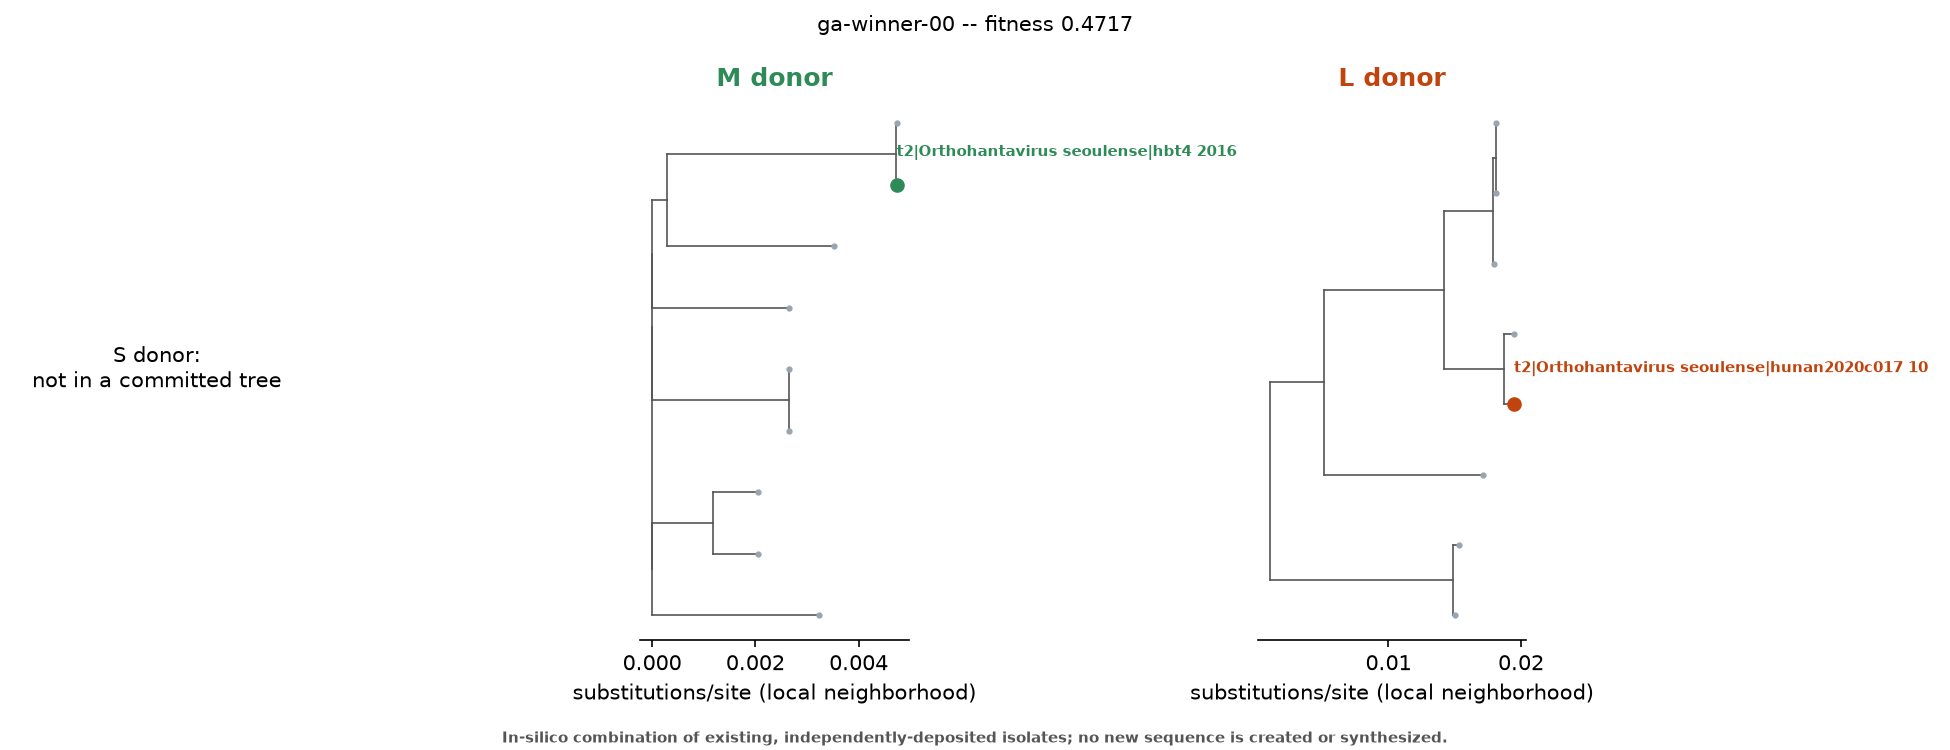 ga-winner-00 -- fitness 0.4717
M donor
L donor
t2|Orthohantavirus seoulense|hbt4 2016
S donor:
not in a committed tree
t2|Orthohantavirus seoulense|hunan2020c017 10
0.000 0.002 0.004
0.01 0.02
substitutions/site (local neighborhood)
substitutions/site (local neighborhood)
In-silico combination of existing, independently-deposited isolates; no new sequence is created or synthesized.